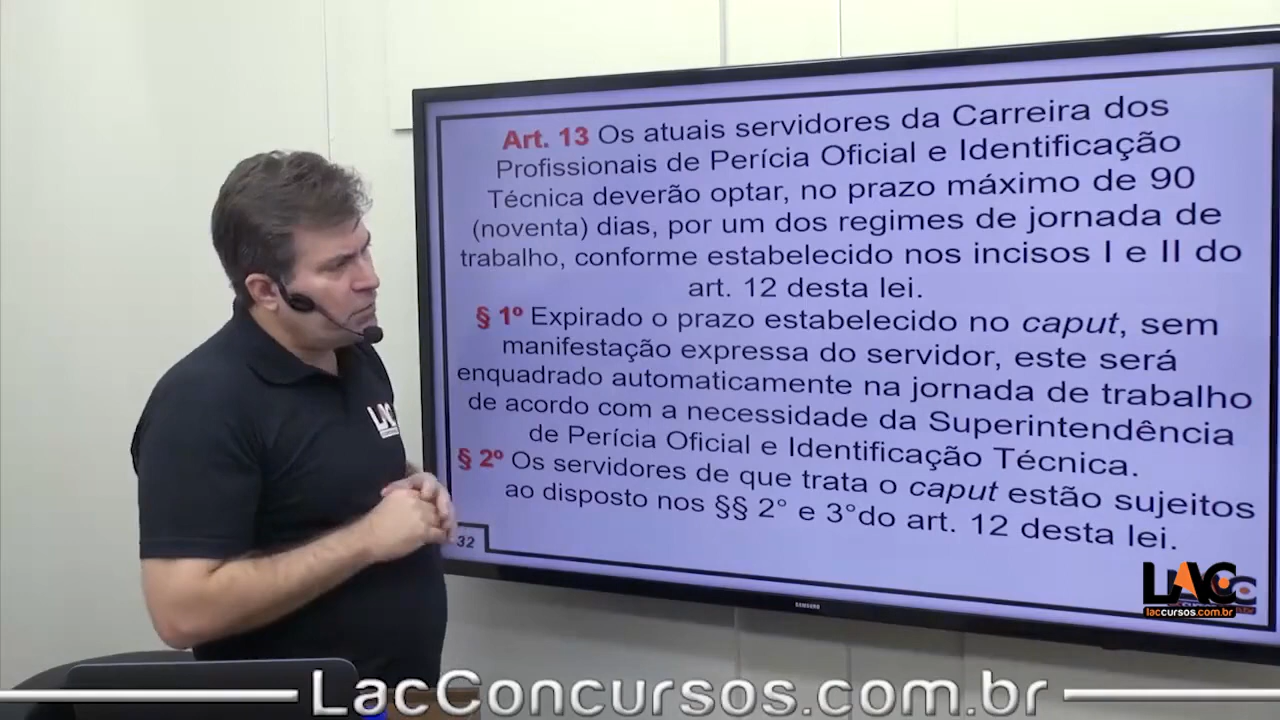 Art. 13 Os atuais servidores da Carreira dos
Profissionais de Perícia Oficial e Identificação
Técnica deverão optar, no prazo máximo de 90
(noventa) dias, por um dos regimes de jornada de
trabalho, conforme estabelecido nos incisos I e II do
art. 12 desta lei.
§ 1º Expirado o prazo estabelecido no caput, sem
manifestação expressa do servidor, este será
enquadrado automaticamente na jornada de trabalho
de acordo com a necessidade da Superintendência
de Perícia Oficial e Identificação Técnica.
§ 2º Os servidores de que trata o caput estão sujeitos
ao disposto nos §§ 2° e 3°do art. 12 desta lei.
32
LAC
SAMSUNG
LAC
laccursos.com.br
LacConcursos.com.br